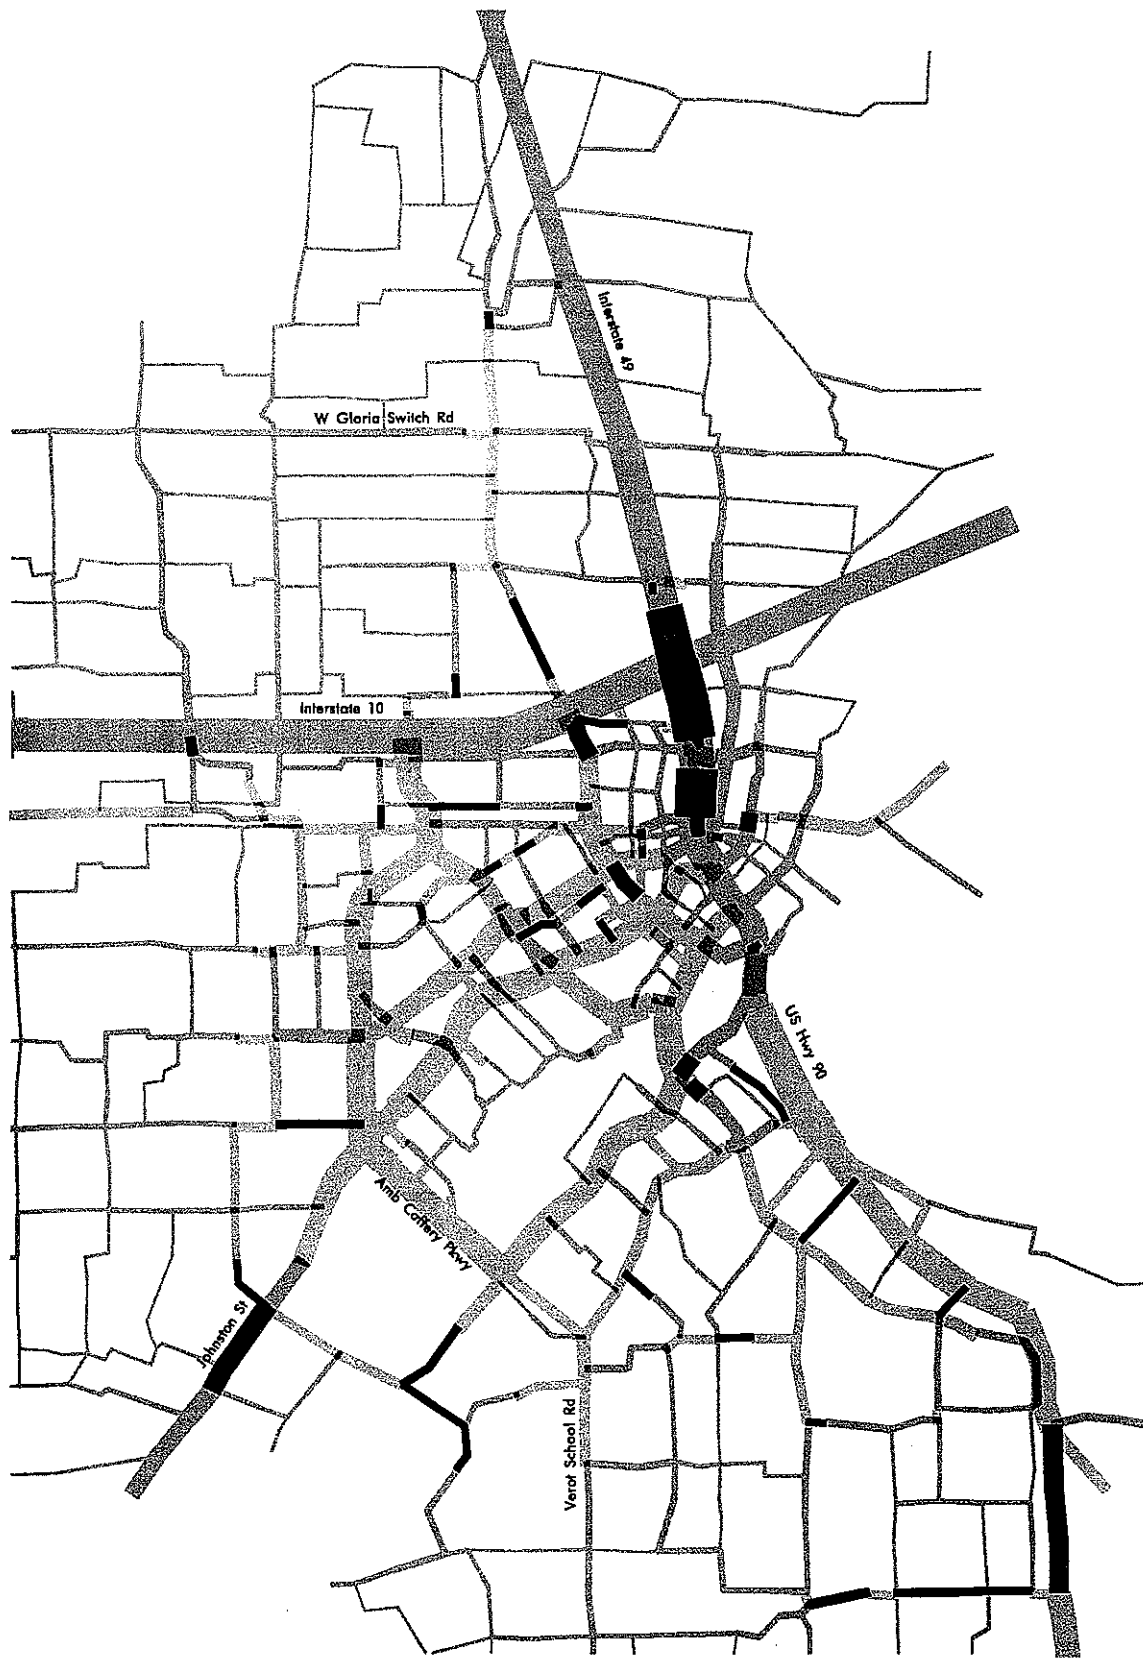 Interstate 49
W Gloria Switch Rd
Interstate 10
US Hwy 90
Amb Caffery Pkwy
Johnston St
Verot School Rd